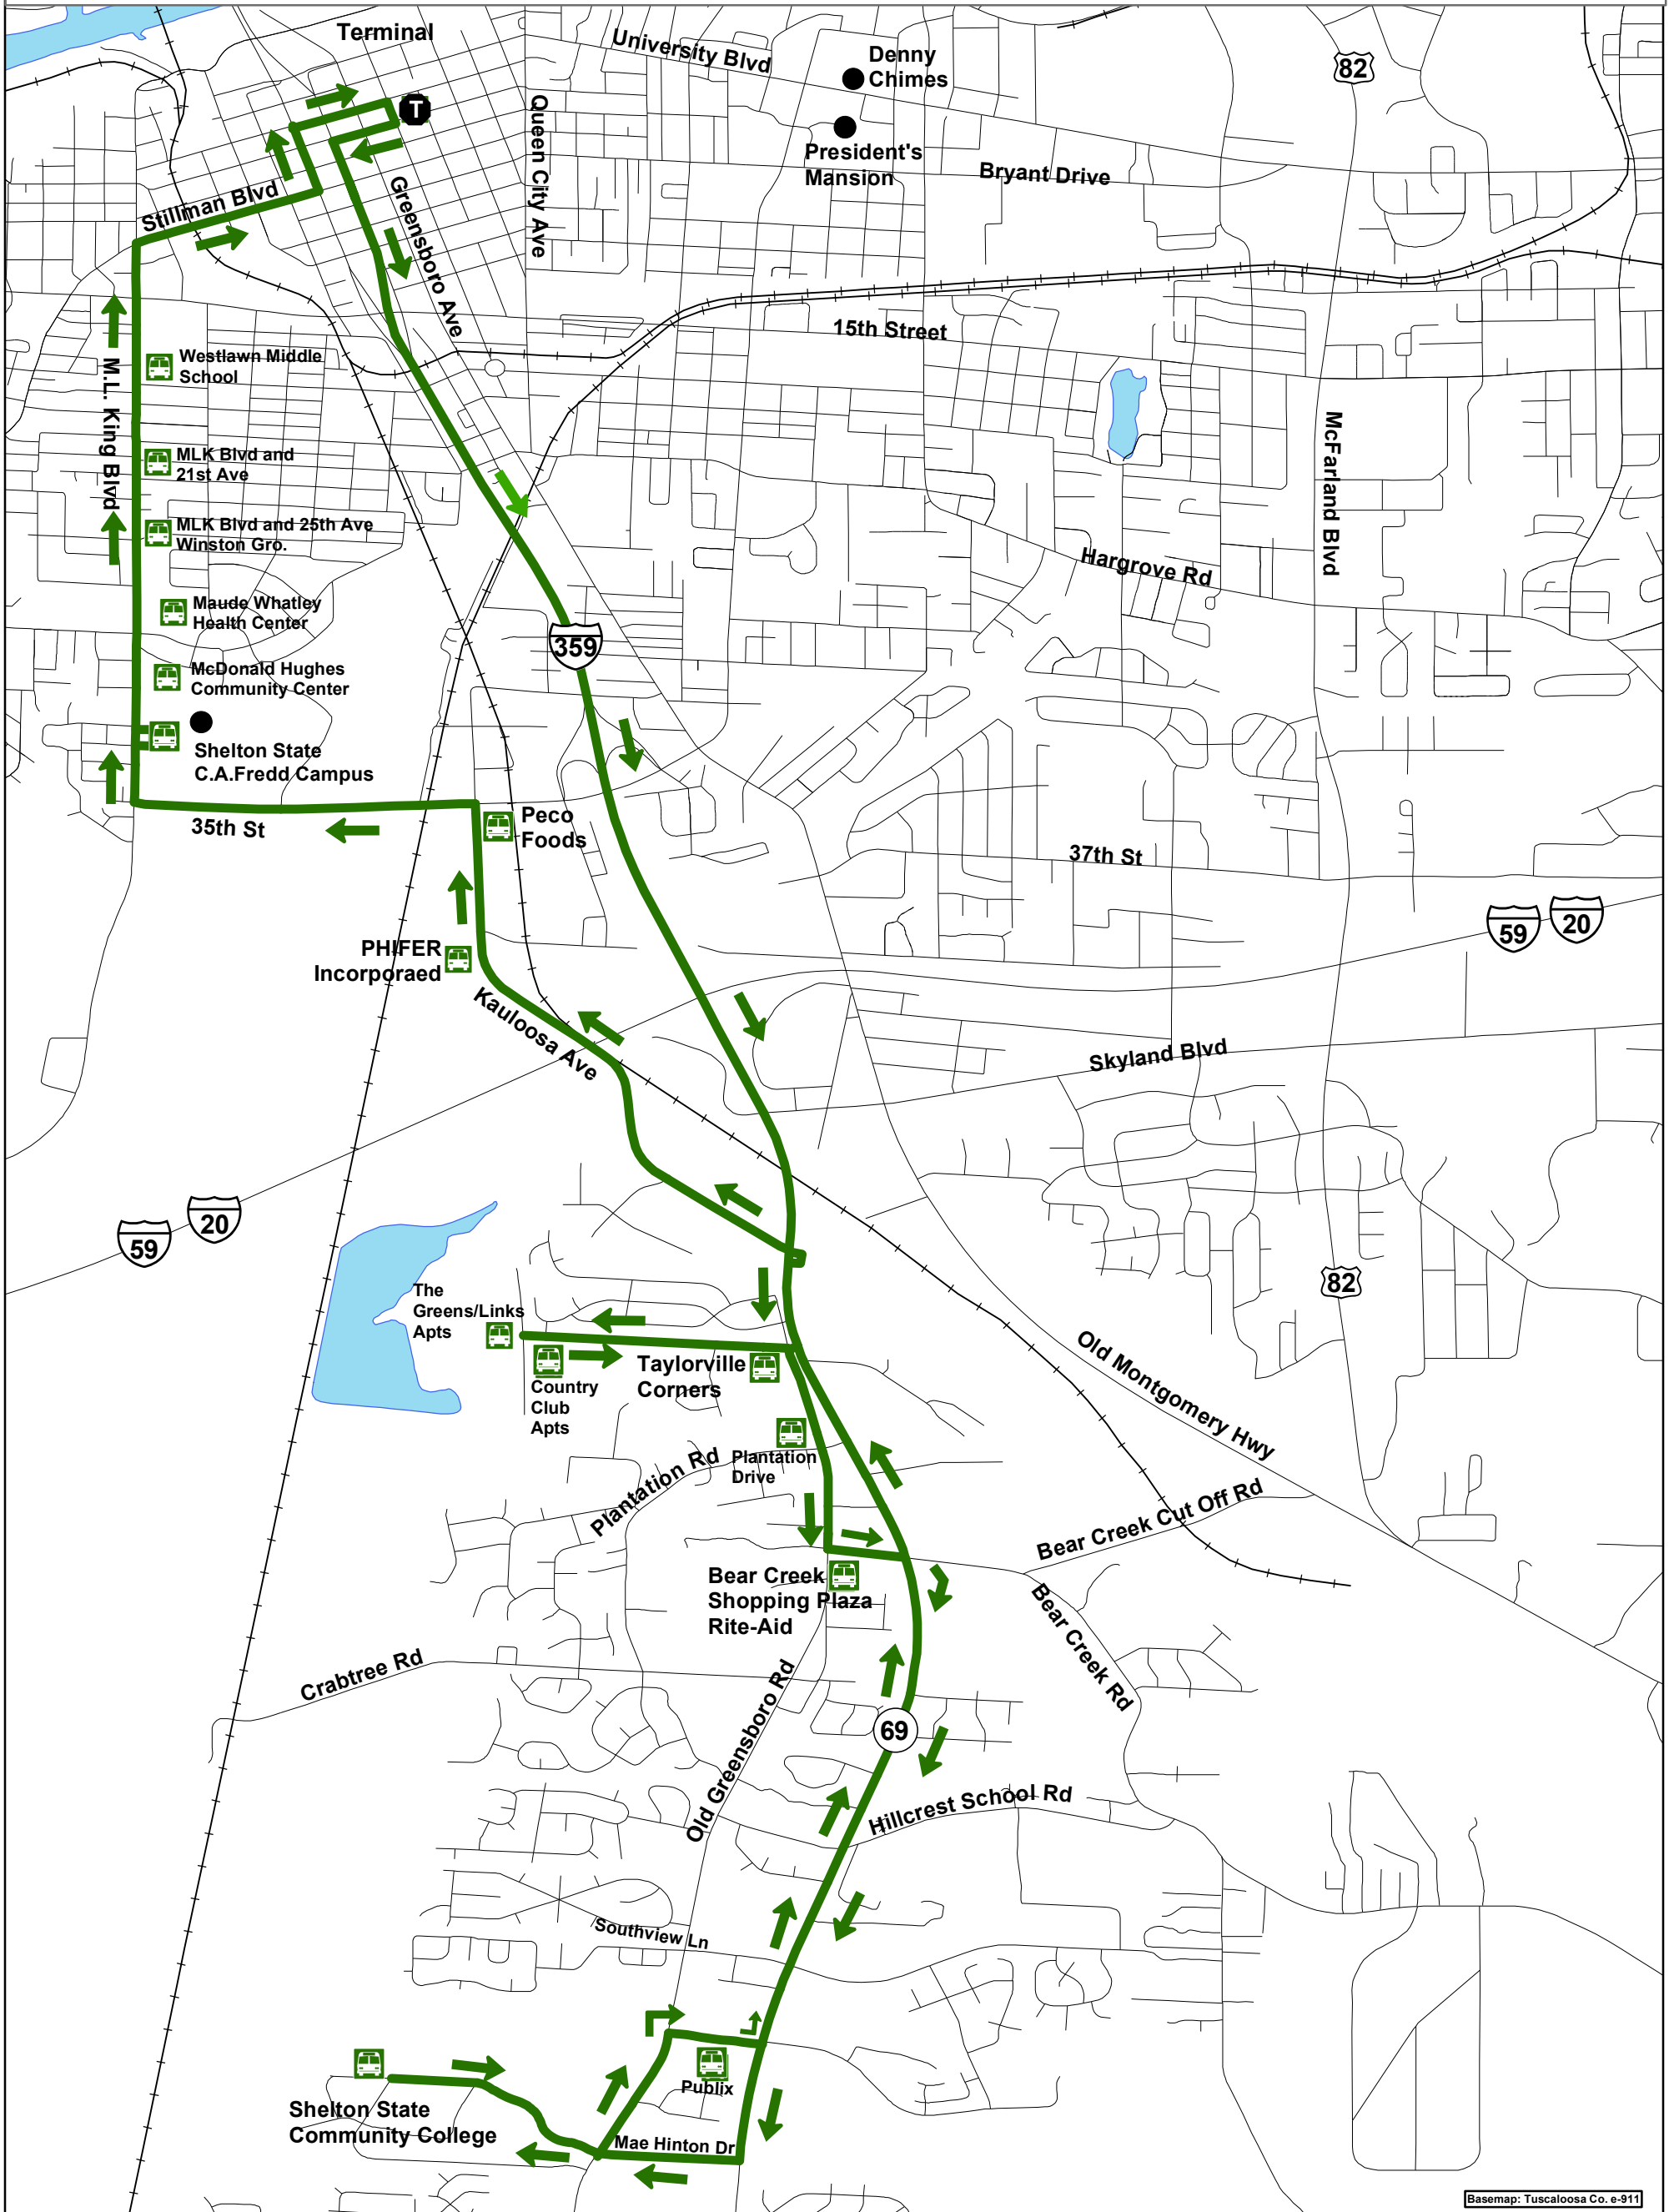 Terminal
T
University Blvd
Denny
Chimes
82
President's
Mansion
Bryant Drive
Queen City Ave
Stillman Blvd
Greensboro Ave
15th Street
M.L. King Blvd
Westlawn Middle
School
MLK Blvd and
21st Ave
MLK Blvd and 25th Ave
Winston Gro.
McFarland Blvd
Hargrove Rd
Maude Whatley
Health Center
359
McDonald Hughes
Community Center
Shelton State
C.A.Fredd Campus
35th St
Peco
Foods
37th St
59
20
PHIFER
Incorporaed
Kauloosa Ave
Skyland Blvd
59
20
82
The
Greens/Links
Apts
Country
Club
Apts
Taylorville
Corners
Old Montgomery Hwy
Plantation Rd
Plantation
Drive
Bear Creek Cut Off Rd
Bear Creek
Shopping Plaza
Rite-Aid
Bear Creek Rd
Crabtree Rd
Old Greensboro Rd
69
Hillcrest School Rd
Southview Ln
Publix
Shelton State
Community College
Mae Hinton Dr
Basemap: Tuscaloosa Co. e-911